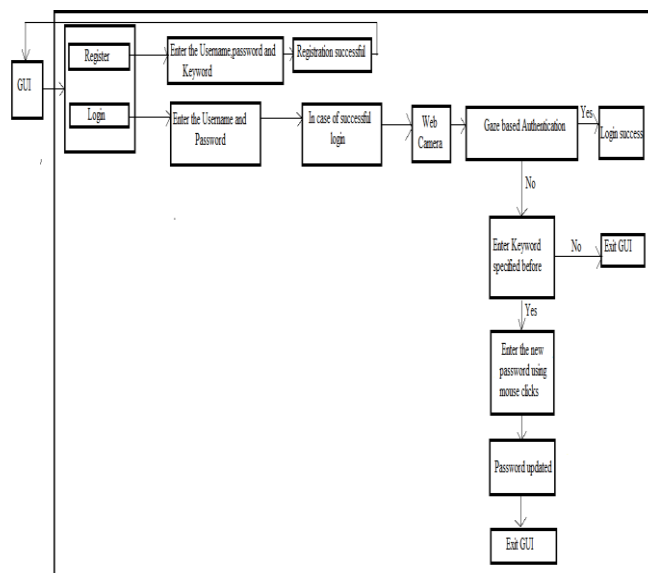 GUI
Register
Enter the Username,password and
Keyword
Registration successful
Login
Enter the Username and
Password
In case of successful
login
Web
Camera
Gaze based Authentication
Yes
Login success
No
Enter Keyword
specified before
No
Exit GUI
Yes
Enter the new
password using
mouse clicks
Password updated
Exit GUI